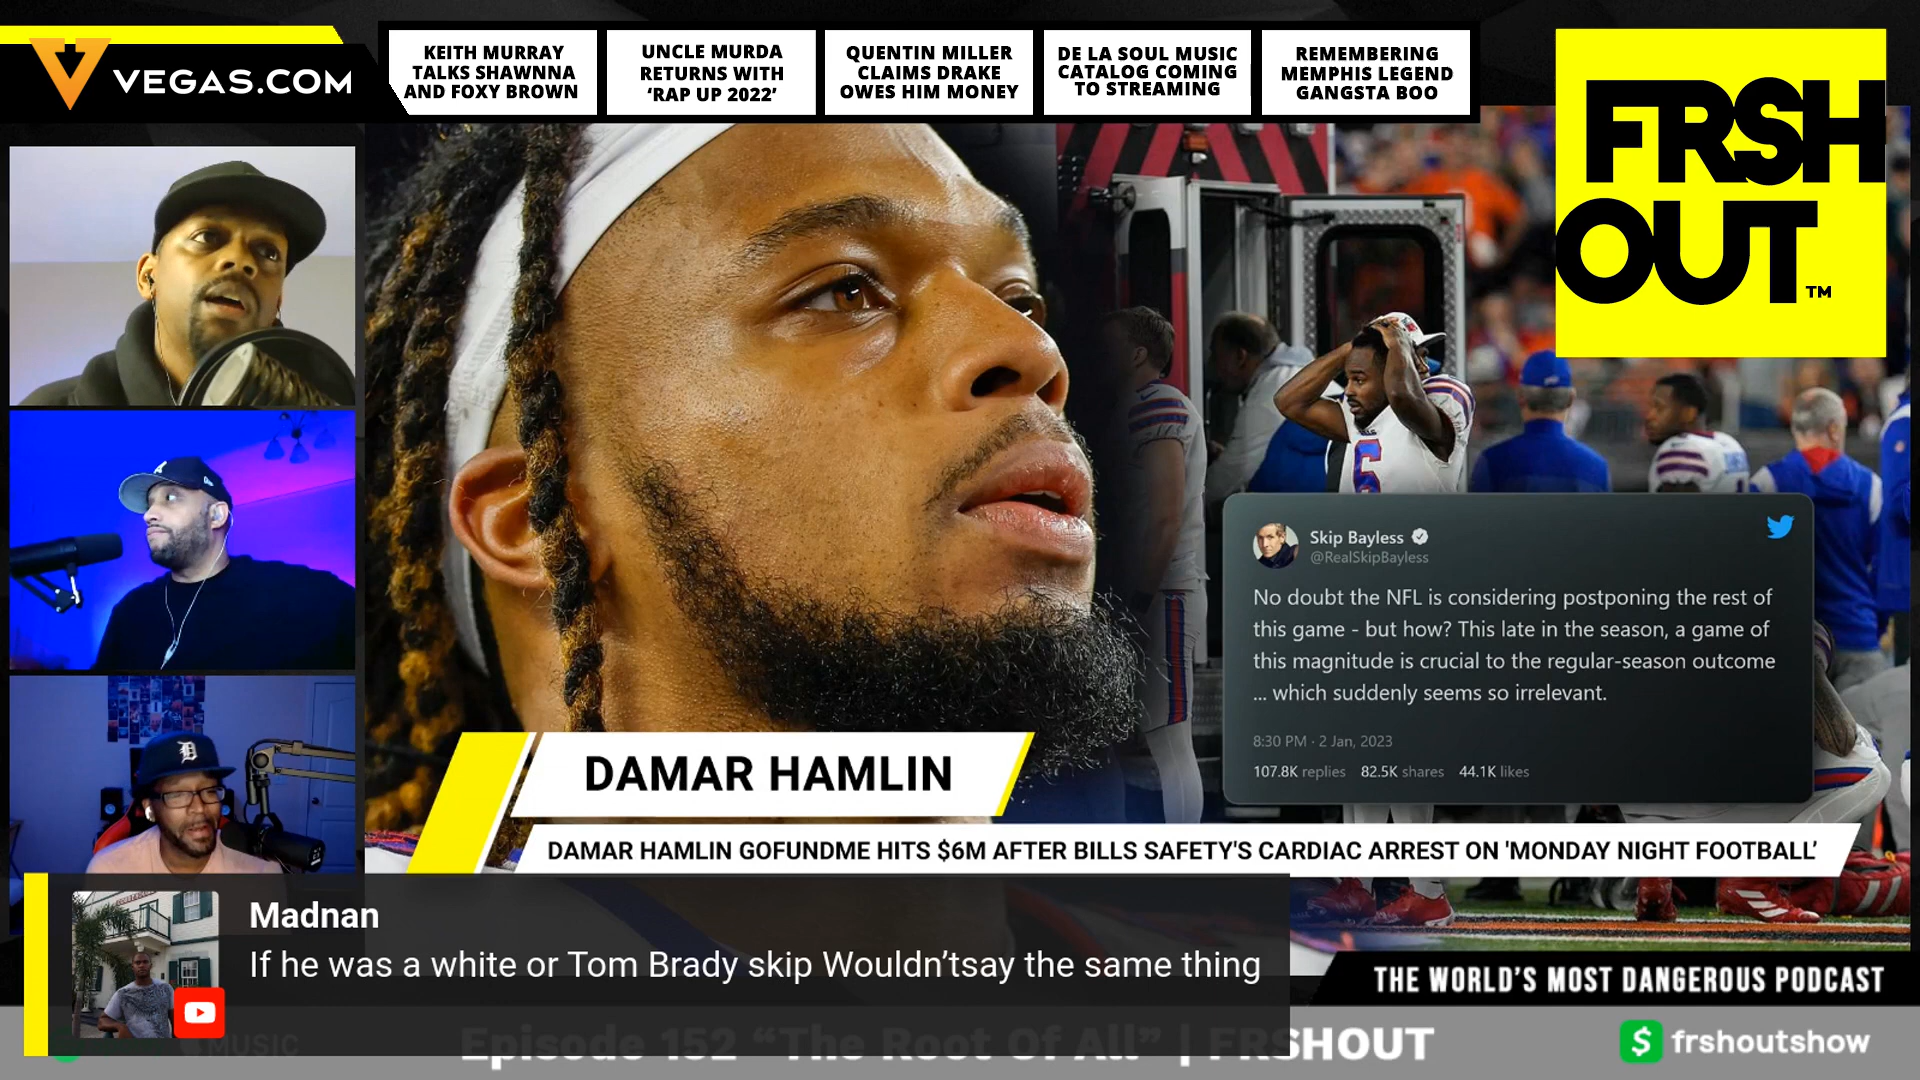 VEGAS.COM
KEITH MURRAY
TALKS SHAWNNA
AND FOXY BROWN
UNCLE MURDA
RETURNS WITH
‘RAP UP 2022’
QUENTIN MILLER
CLAIMS DRAKE
OWES HIM MONEY
DE LA SOUL MUSIC
CATALOG COMING
TO STREAMING
REMEMBERING
MEMPHIS LEGEND
GANGSTA BOO
FRSH
OUT™
Skip Bayless
@RealSkipBayless
No doubt the NFL is considering postponing the rest of
this game - but how? This late in the season, a game of
this magnitude is crucial to the regular-season outcome
... which suddenly seems so irrelevant.
8:30 PM · 2 Jan, 2023
107.8K replies 82.5K shares 44.1K likes
6
DAMAR HAMLIN
DAMAR HAMLIN GOFUNDME HITS $6M AFTER BILLS SAFETY'S CARDIAC ARREST ON 'MONDAY NIGHT FOOTBALL’
Madnan
If he was a white or Tom Brady skip Wouldn’tsay the same thing
THE WORLD’S MOST DANGEROUS PODCAST
MUSIC
Episode 152 “The Root Of All” | FRSHOUT
$ frshoutshow